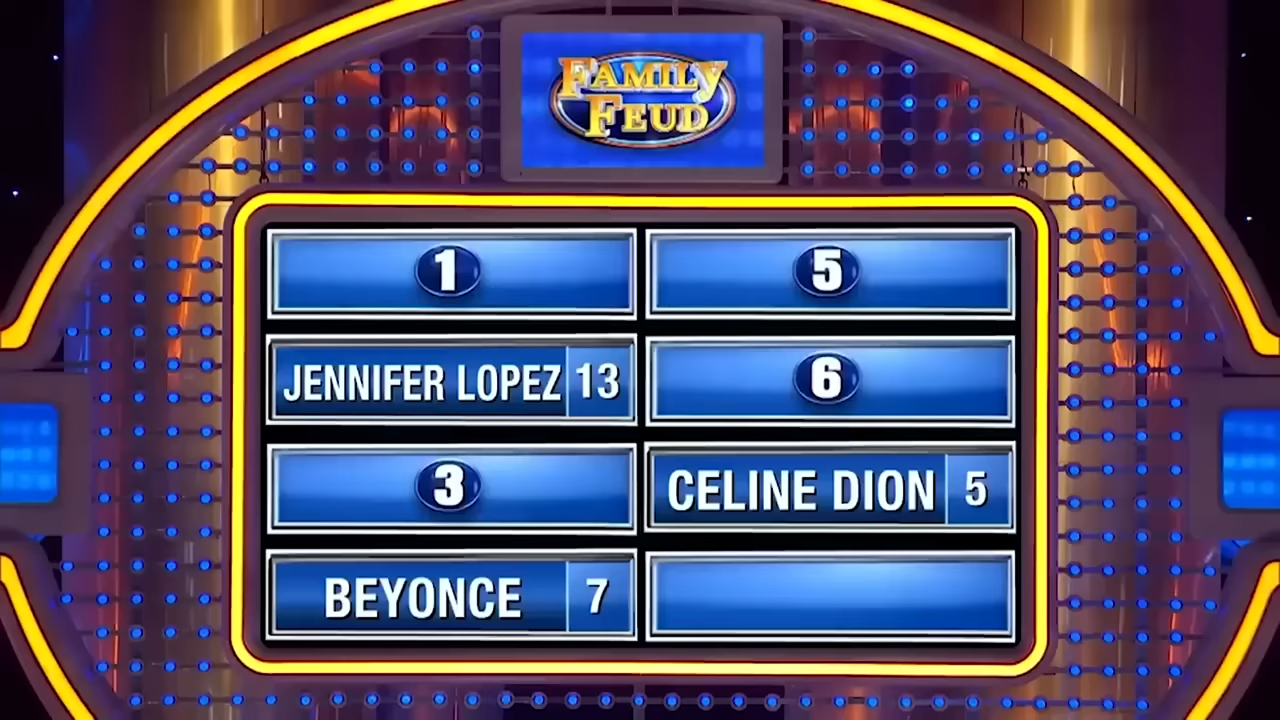 FAMILY
FEUD
1
5
JENNIFER LOPEZ 13
6
3
CELINE DION 5
BEYONCE 7